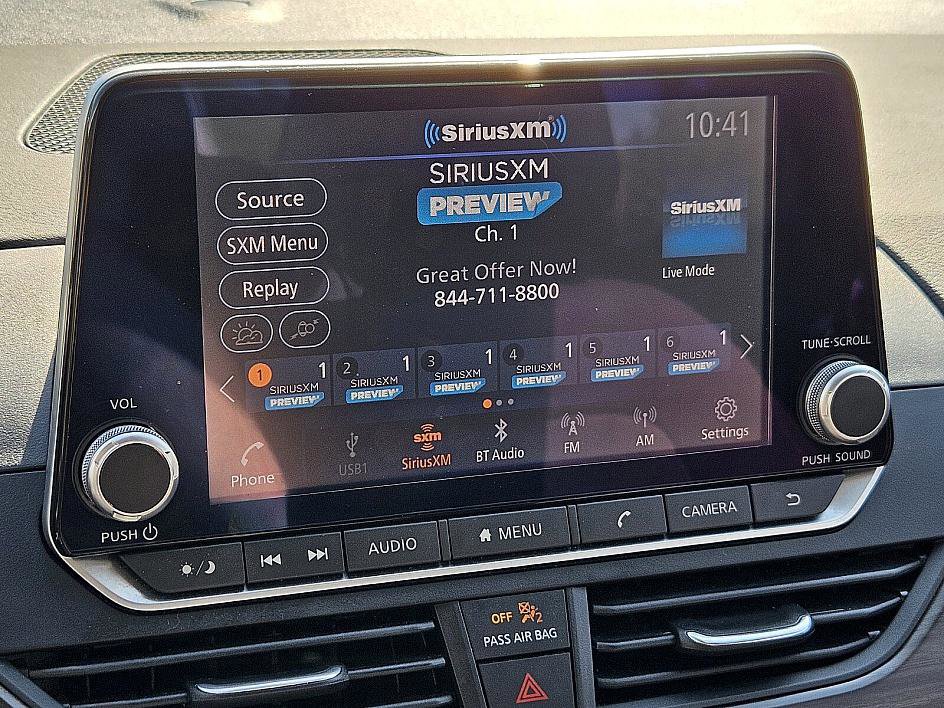 SiriusXM
10:41
SIRIUSXM
PREVIEW
Ch. 1
Source
SXM Menu
Replay
SiriusXM
Live Mode
Great Offer Now!
844-711-8800
1 1 SIRIUSXM PREVIEW
2 1 SIRIUSXM PREVIEW
3 1 SIRIUSXM PREVIEW
4 1 SIRIUSXM PREVIEW
5 1 SIRIUSXM PREVIEW
6 1 SIRIUSXM PREVIEW
Phone
USB1
sxm
SiriusXM
BT Audio
FM
AM
Settings
VOL
PUSH
TUNE·SCROLL
PUSH SOUND
AUDIO
MENU
CAMERA
OFF 2
PASS AIR BAG